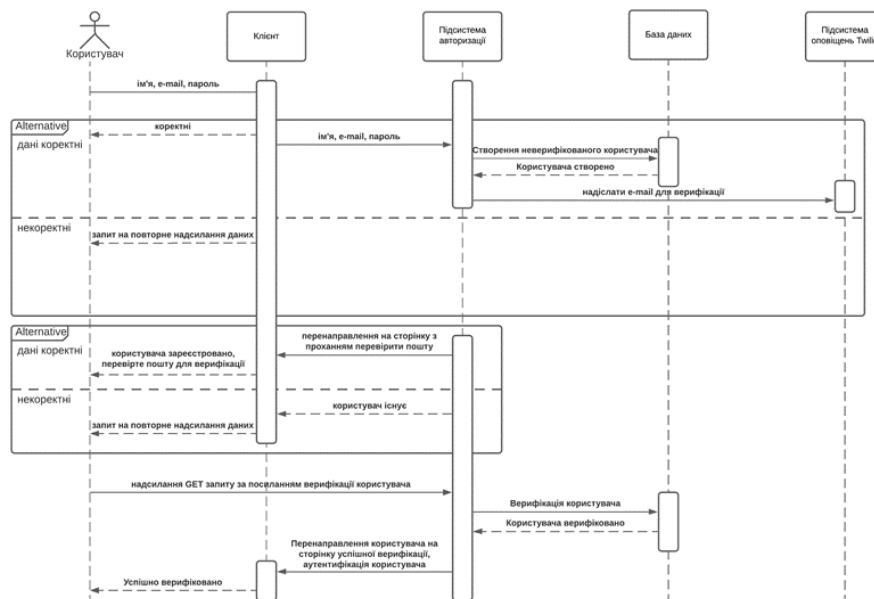 Користувач
Клієнт
Підсистема
авторизації
База даних
Підсистема
оповіщень Twilio
ім'я, e-mail, пароль
Alternative
дані коректні
коректні
ім'я, e-mail, пароль
Створення неверифікованого користувача
Користувача створено
надіслати e-mail для верифікації
некоректні
запит на повторне надсилання даних
Alternative
дані коректні
перенаправлення на сторінку з
проханням перевірити пошту
користувача зареєстровано,
перевірте пошту для верифікації
некоректні
користувач існує
запит на повторне надсилання даних
надсилання GET запиту за посиланням верифікації користувача
Верифікація користувача
Користувача верифіковано
Перенаправлення користувача на
сторінку успішної верифікації,
аутентифікація користувача
Успішно верифіковано